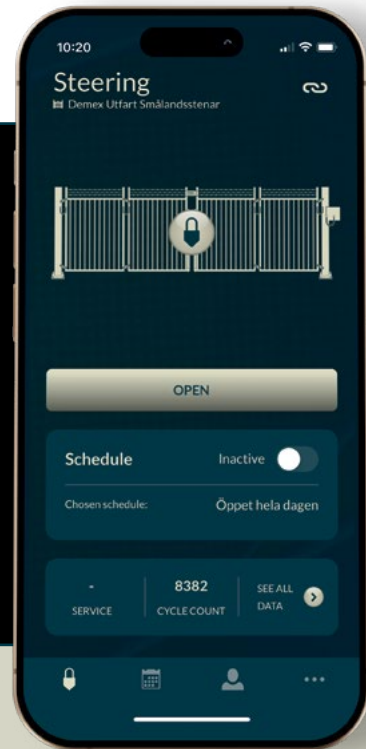 10:20
Steering
Demex Utfart Smålandsstenar
OPEN
Schedule Inactive
Chosen schedule: Öppet hela dagen
- 8382 SEE ALL
SERVICE CYCLE COUNT DATA